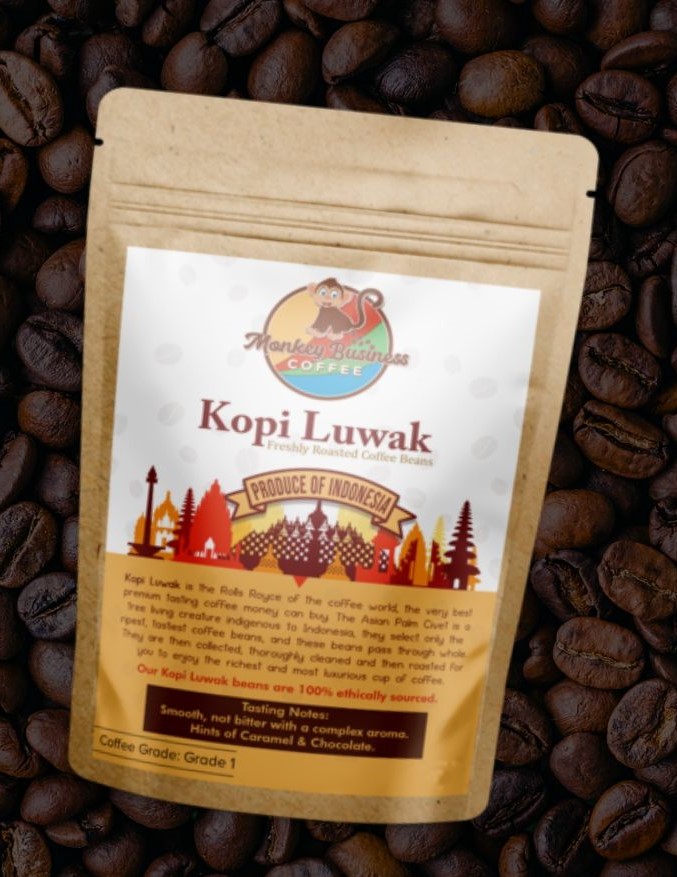 Monkey Business
COFFEE
Kopi Luwak
Freshly Roasted Coffee Beans
PRODUCE OF INDONESIA
Kopi Luwak is the Rolls Royce of the coffee world, the very best
premium tasting coffee money can buy. The Asian Palm Civet is a
Tree living creature indigenous to Indonesia, they select only the
ripest, tastiest coffee beans, and these beans pass through whole.
They are then collected, thoroughly cleaned and then roasted for
you to enjoy the richest and most luxurious cup of coffee.
Our Kopi Luwak beans are 100% ethically sourced.
Tasting Notes:
Smooth, not bitter with a complex aroma.
Hints of Caramel & Chocolate.
Coffee Grade: Grade 1